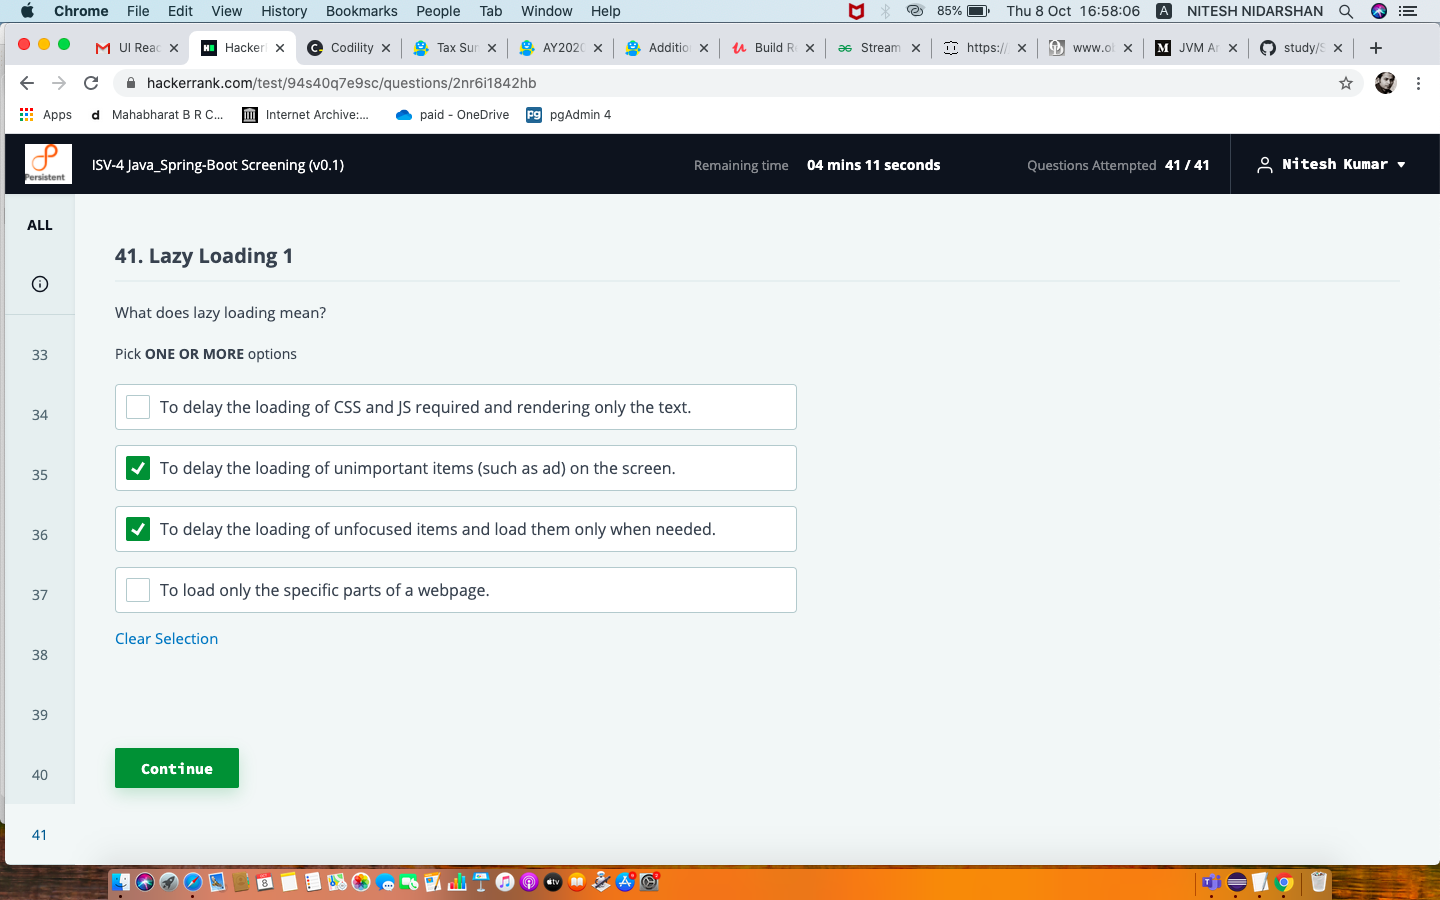 Chrome File Edit View History Bookmarks People Tab Window Help 85% Thu 8 Oct 16:58:06 A NITESH NIDARSHAN
UI Reac Hacker Codility Tax Sur AY202 Additio Build R Stream https:// www.o JVM Ar study/S
hackerrank.com/test/94s40q7e9sc/questions/2nr6i1842hb
Apps Mahabharat B R C... Internet Archive:... paid - OneDrive pgAdmin 4
Persistent ISV-4 Java_Spring-Boot Screening (v0.1) Remaining time 04 mins 11 seconds Questions Attempted 41 / 41 Nitesh Kumar
ALL
41. Lazy Loading 1
What does lazy loading mean?
Pick ONE OR MORE options
To delay the loading of CSS and JS required and rendering only the text.
To delay the loading of unimportant items (such as ad) on the screen.
To delay the loading of unfocused items and load them only when needed.
To load only the specific parts of a webpage.
Clear Selection
Continue
33
34
35
36
37
38
39
40
41